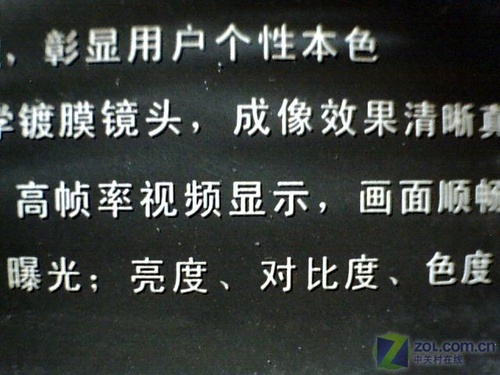 ，彰显用户个性本色
学镀膜镜头，成像效果清晰真
高帧率视频显示，画面顺畅
曝光；亮度、对比度、色度
ZOL.COM.CN
中关村在线